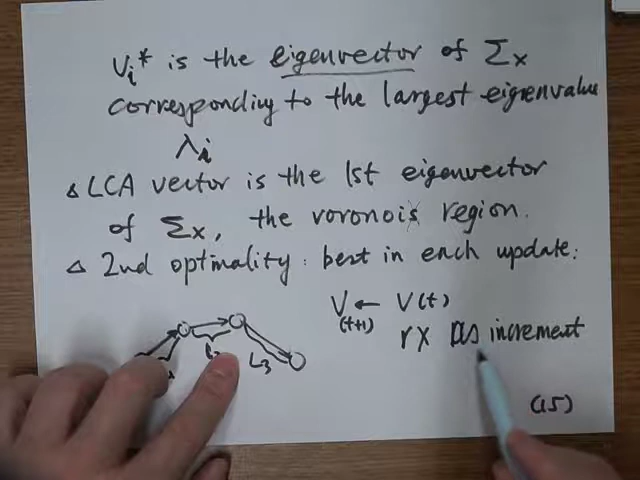 Vi* is the eigenvector of Σx
corresponding to the largest eigenvalue
λi
Δ LCA vector is the 1st eigenvector
of Σx, the voronois region.
Δ 2nd optimality: best in each update:
V(t+1) ← V(t)
rx as increment
L2
L3
(15)